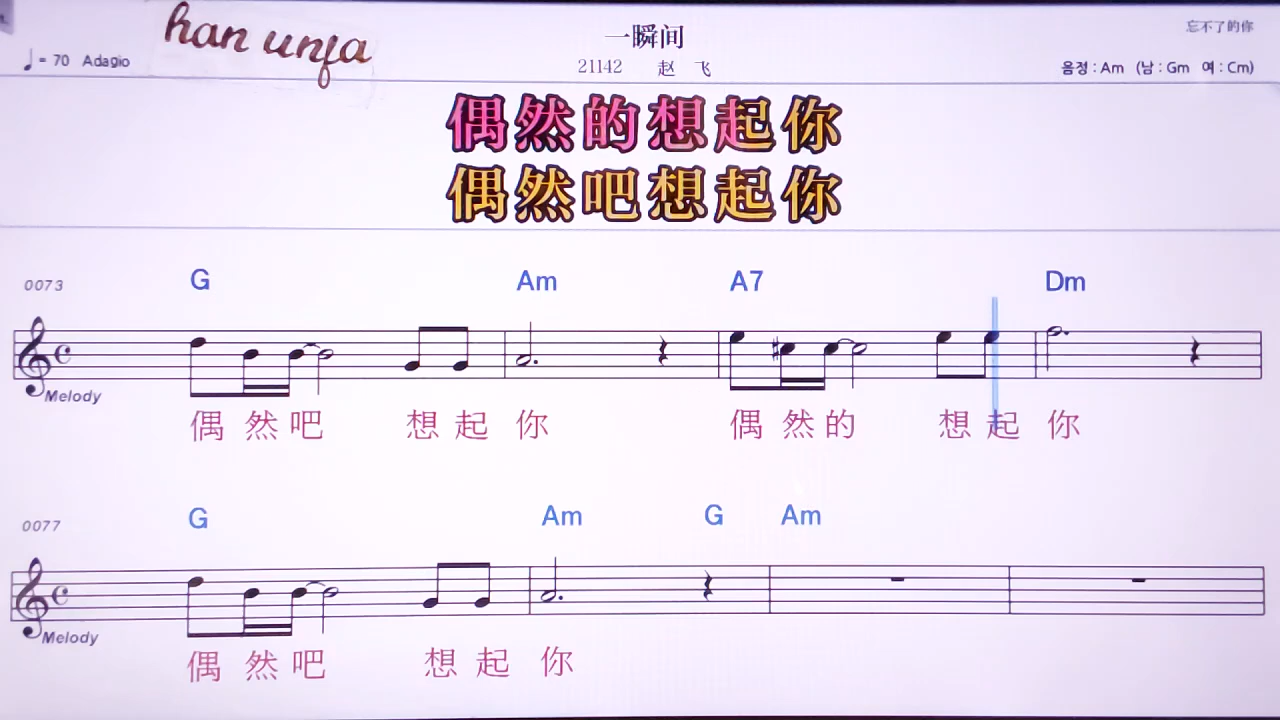 han unfa
♩= 70 Adagio
一瞬间
21142 赵 飞
忘不了的你
음정 : Am (남 : Gm 여 : Cm)
偶然的想起你
偶然吧想起你
0073
G Am A7 Dm
Melody
偶 然 吧 想 起 你 偶 然 的 想 起 你
0077
G Am G Am
Melody
偶 然 吧 想 起 你